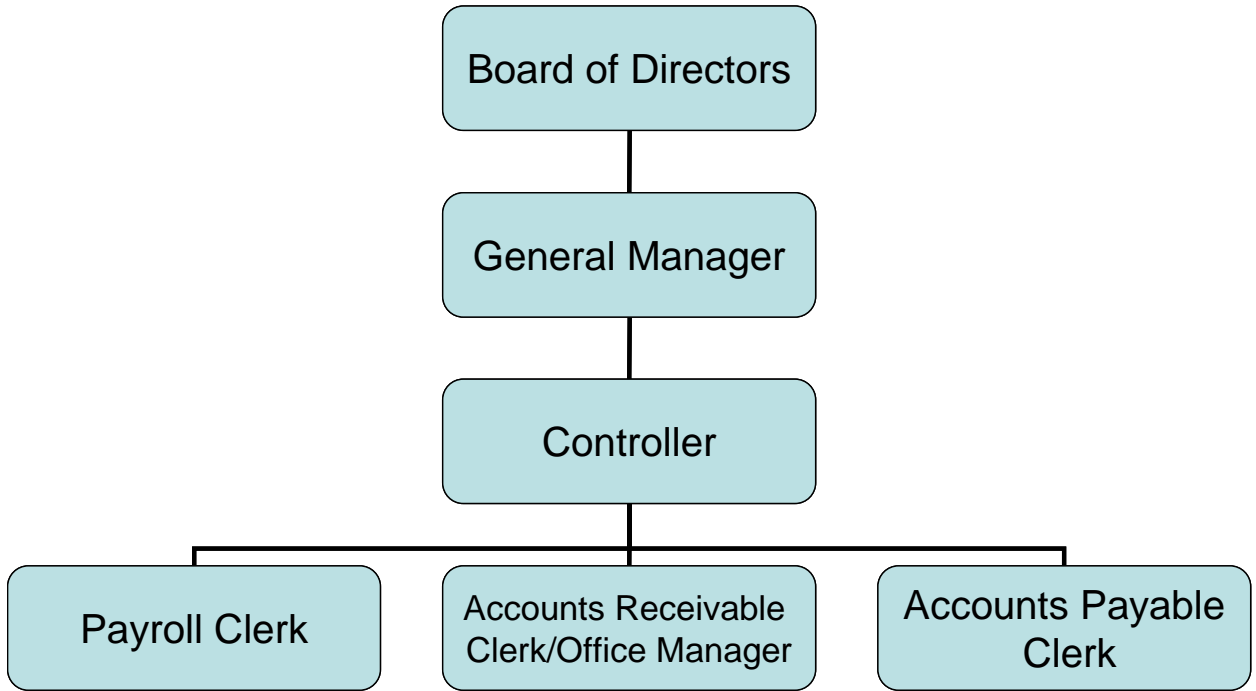 Board of Directors
General Manager
Controller
Payroll Clerk
Accounts Receivable
Clerk/Office Manager
Accounts Payable
Clerk